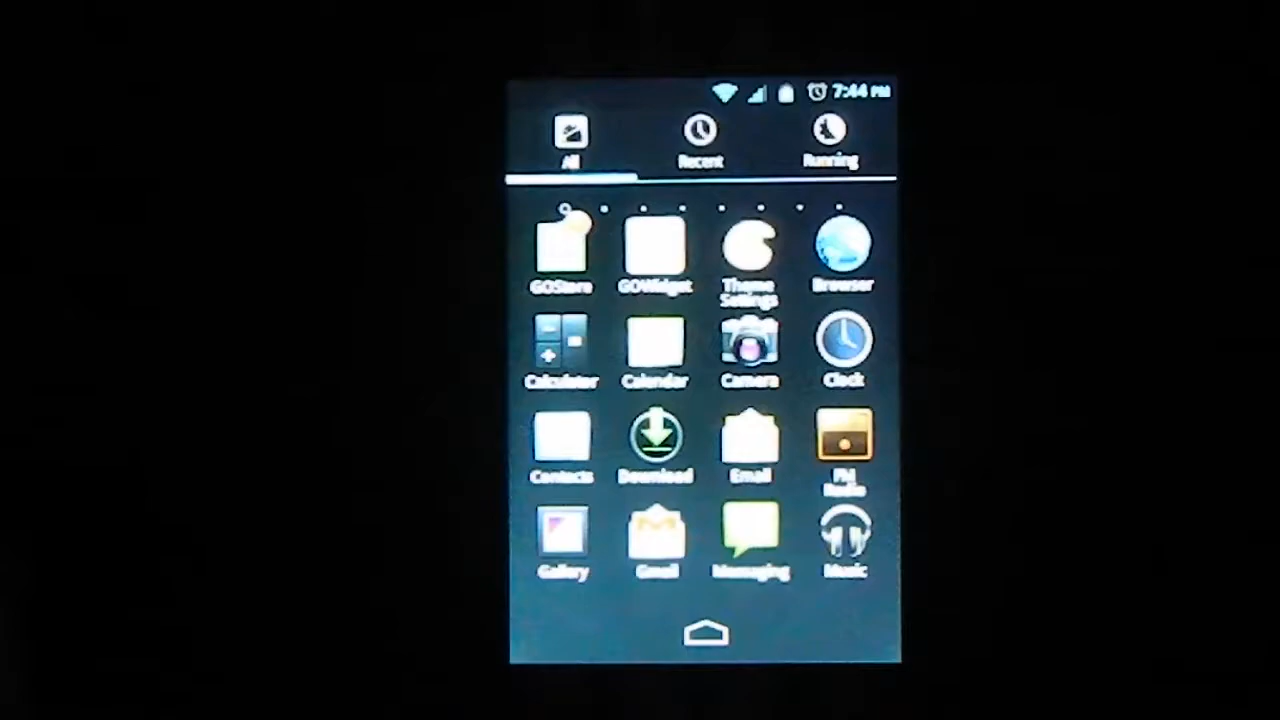 7:44 PM
All Recent Running
GOStore GOWidget Theme Settings Browser
Calculator Calendar Camera Clock
Contacts Download Email FM Radio
Gallery Gmail Messaging Music